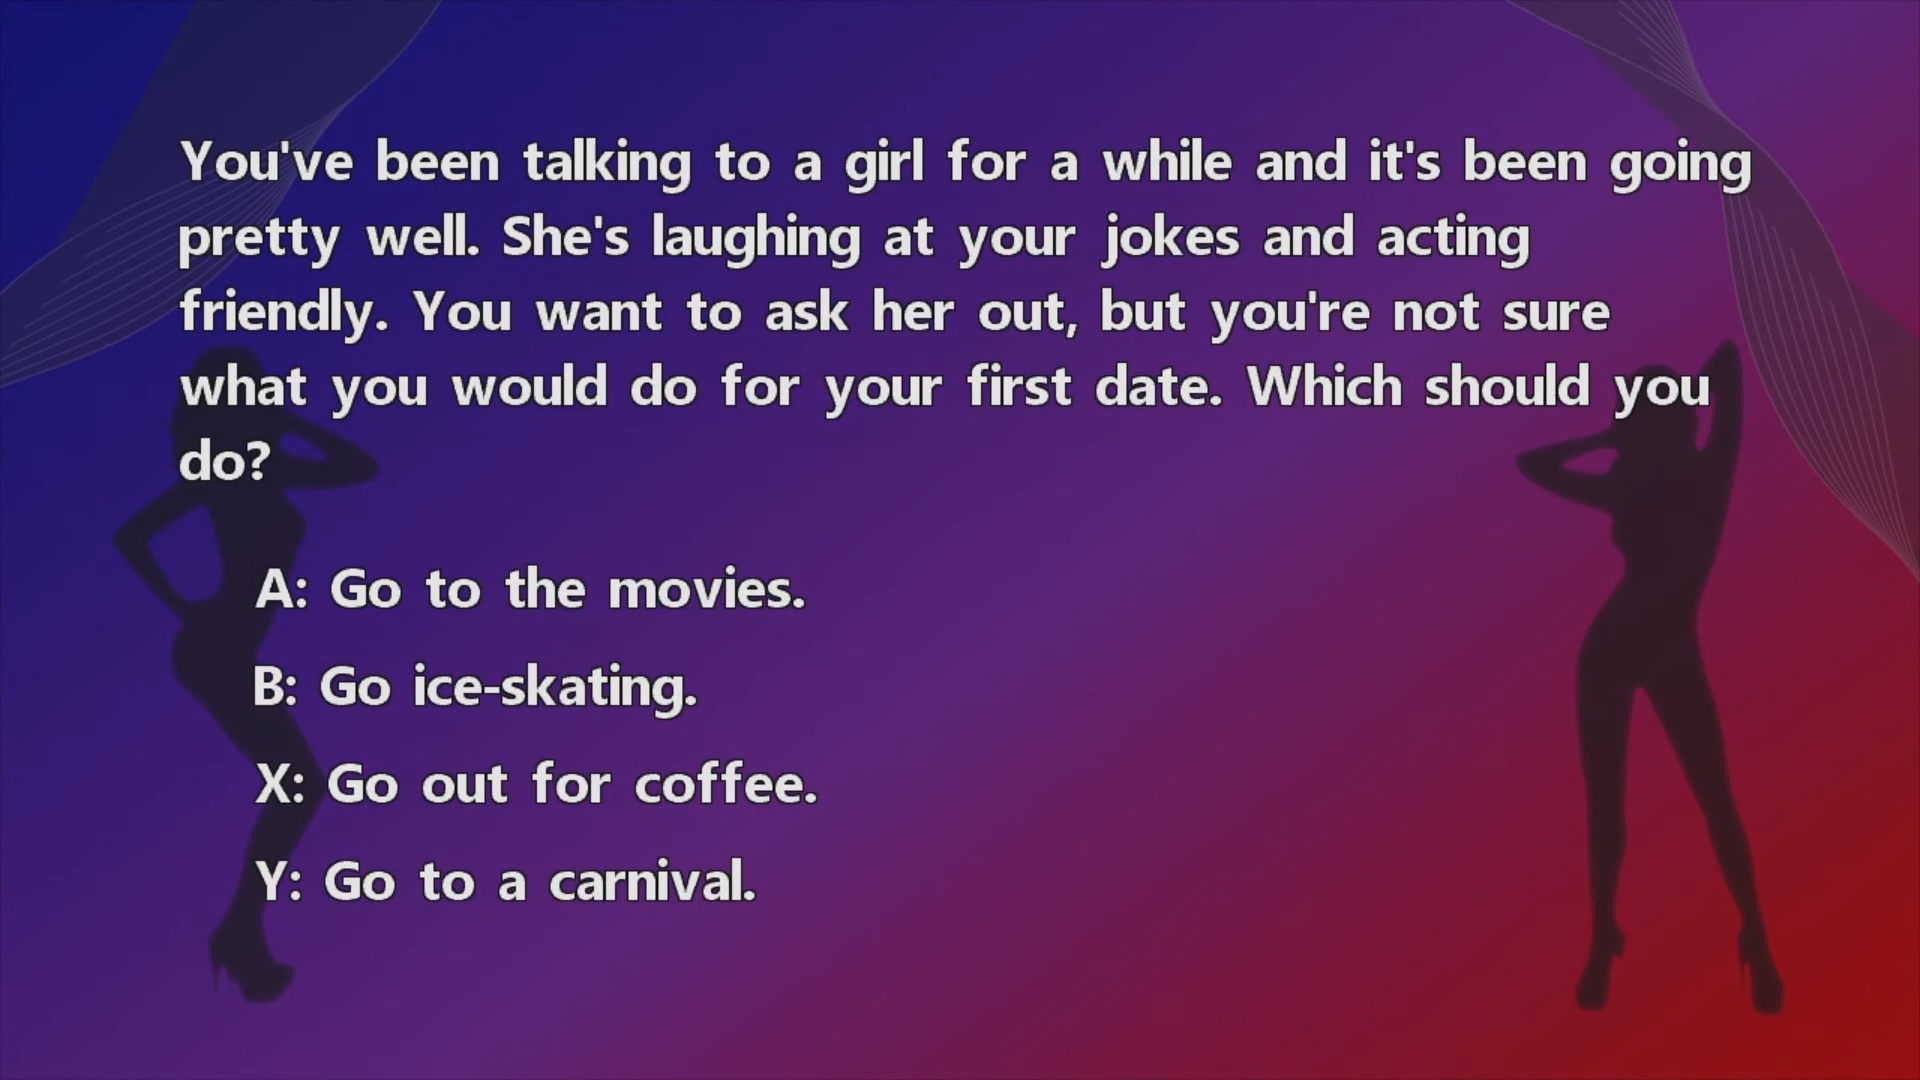 You've been talking to a girl for a while and it's been going
pretty well. She's laughing at your jokes and acting
friendly. You want to ask her out, but you're not sure
what you would do for your first date. Which should you
do?
A: Go to the movies.
B: Go ice-skating.
X: Go out for coffee.
Y: Go to a carnival.